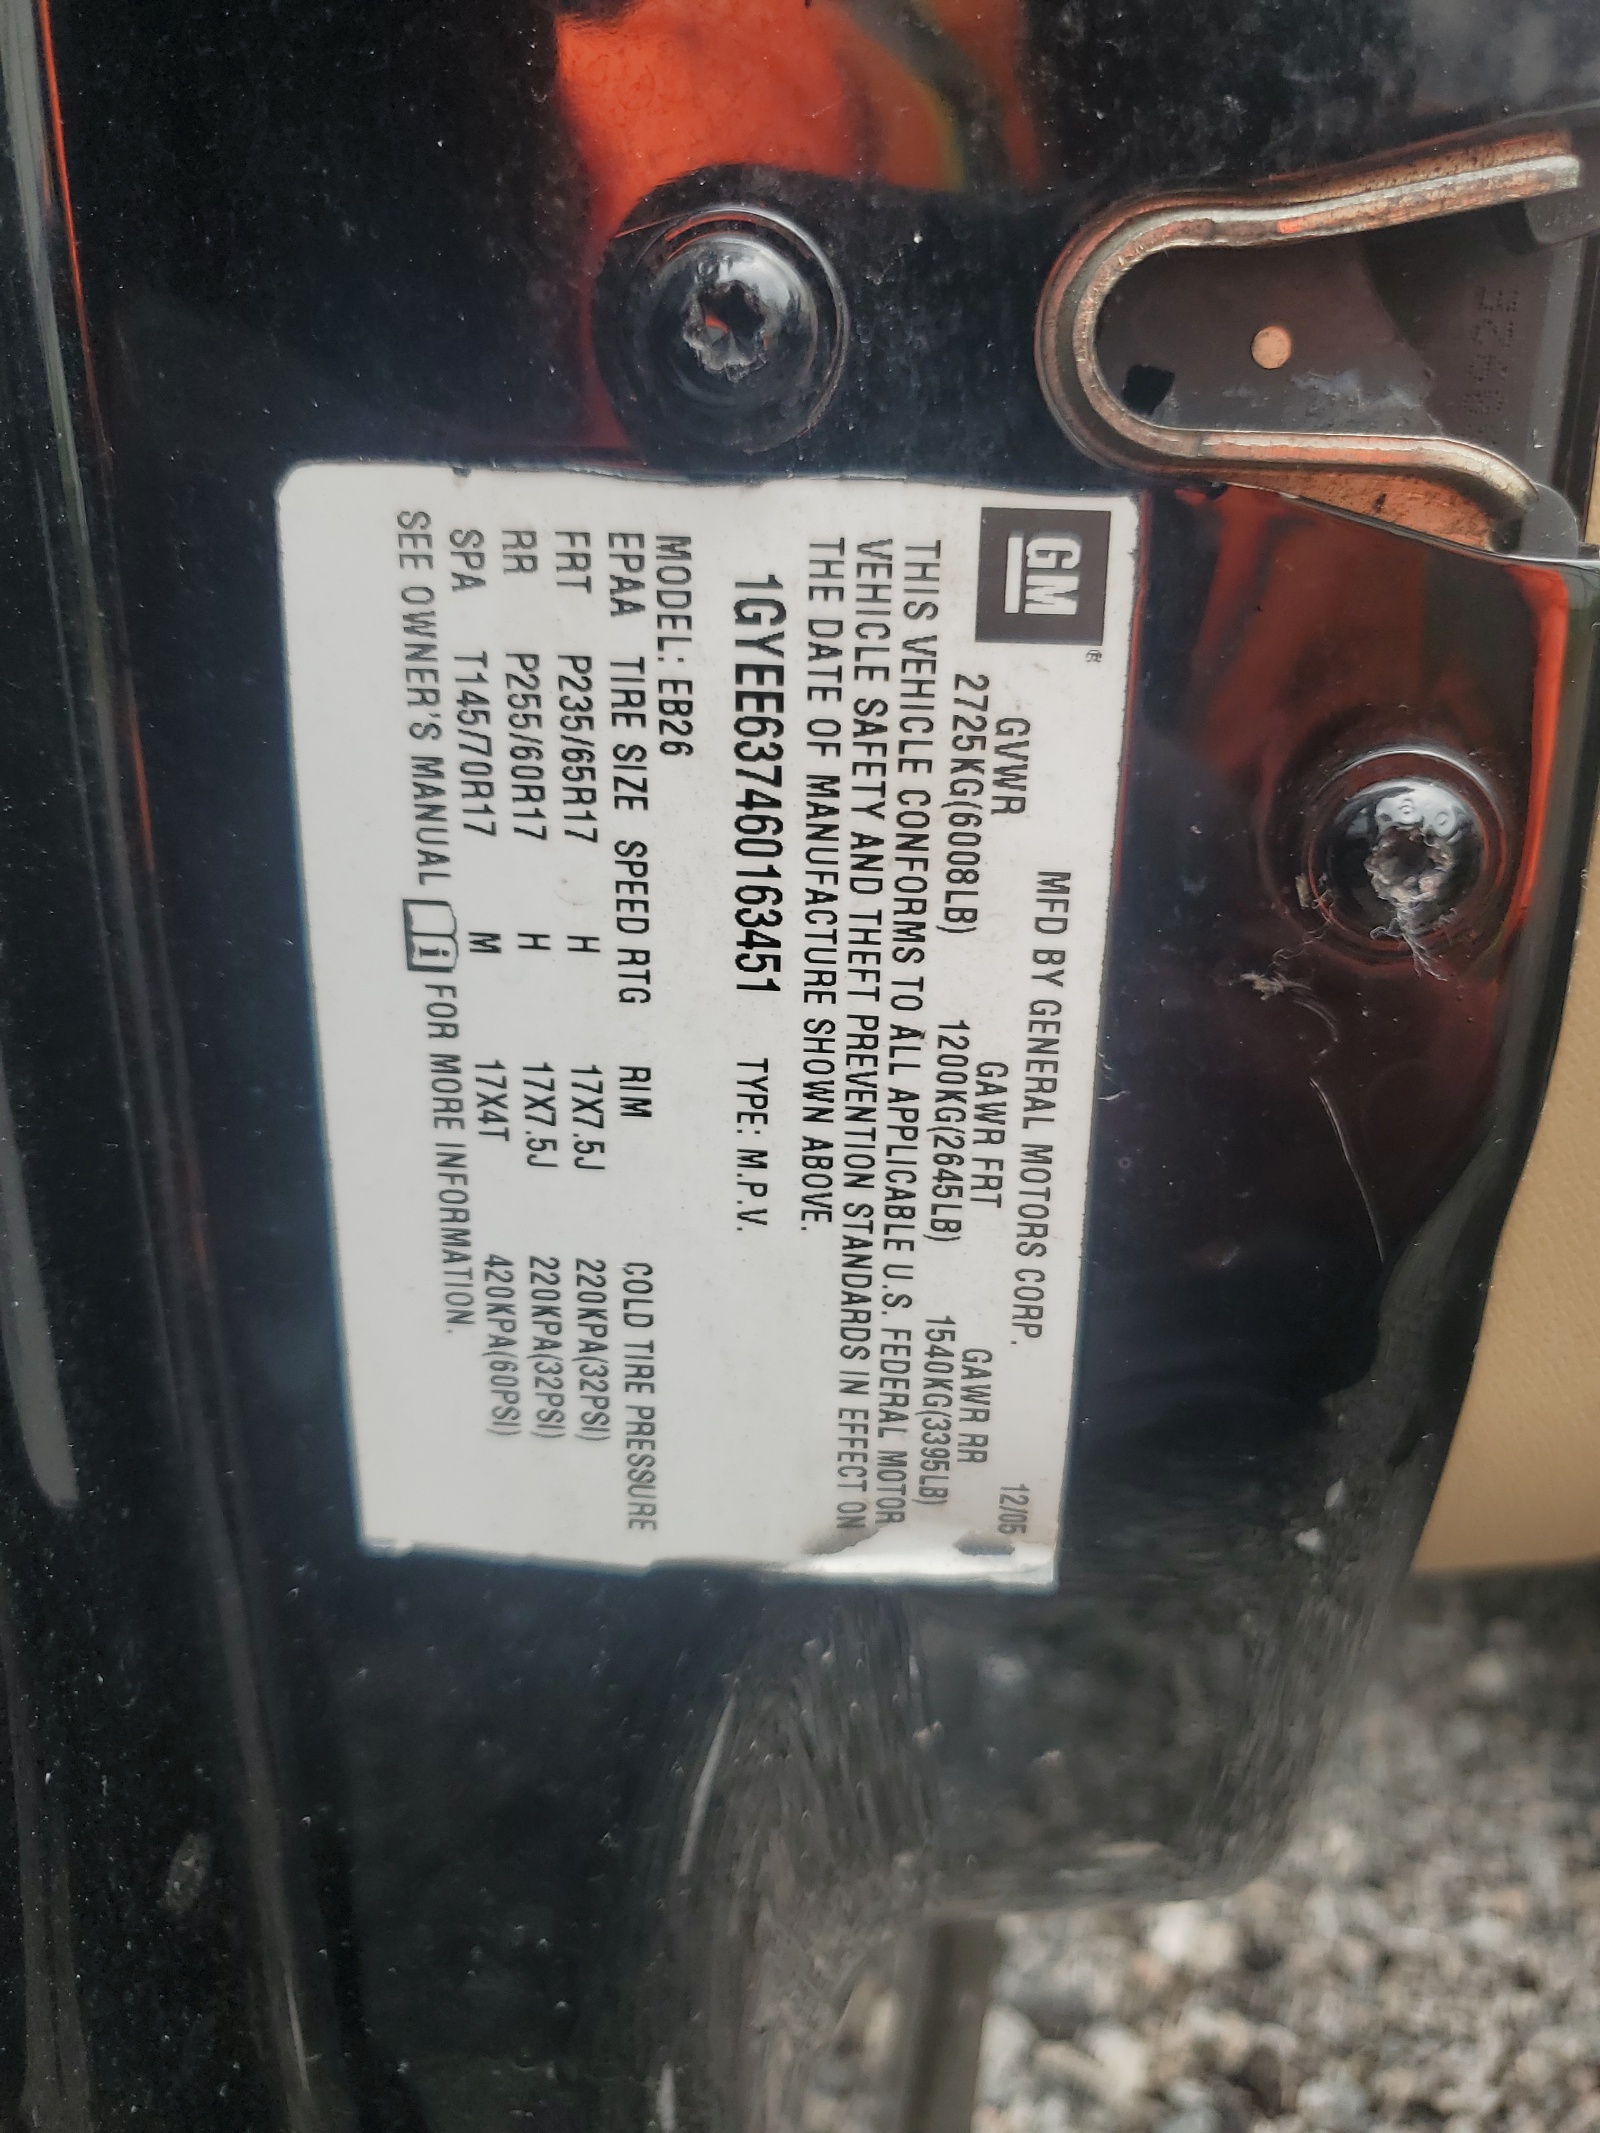 GM®
MFD BY GENERAL MOTORS CORP. 12/05
GVWR GAWR FRT GAWR RR
2725KG(6008LB) 1200KG(2645LB) 1540KG(3395LB)
THIS VEHICLE CONFORMS TO ALL APPLICABLE U.S. FEDERAL MOTOR
VEHICLE SAFETY AND THEFT PREVENTION STANDARDS IN EFFECT ON
THE DATE OF MANUFACTURE SHOWN ABOVE.
1GYEE637460163451 TYPE: M.P.V.
MODEL: EB26
EPAA TIRE SIZE SPEED RTG RIM COLD TIRE PRESSURE
FRT P235/65R17 H 17X7.5J 220KPA(32PSI)
RR P255/60R17 H 17X7.5J 220KPA(32PSI)
SPA T145/70R17 M 17X4T 420KPA(60PSI)
SEE OWNER'S MANUAL i FOR MORE INFORMATION.